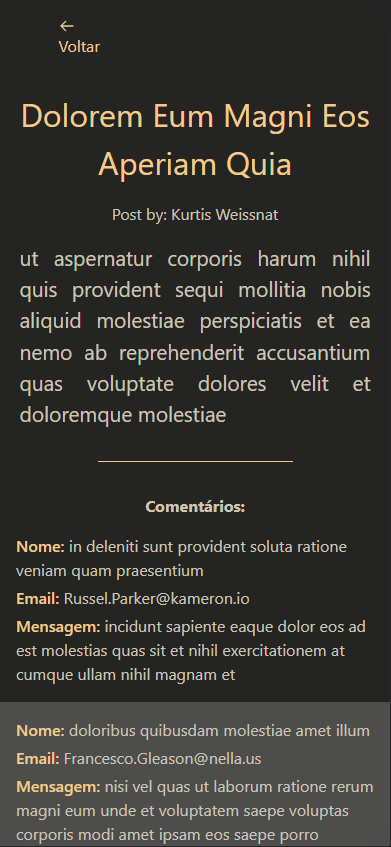 ←
Voltar
Dolorem Eum Magni Eos
Aperiam Quia
Post by: Kurtis Weissnat
ut aspernatur corporis harum nihil
quis provident sequi mollitia nobis
aliquid molestiae perspiciatis et ea
nemo ab reprehenderit accusantium
quas voluptate dolores velit et
doloremque molestiae
Comentários:
Nome: in deleniti sunt provident soluta ratione
veniam quam praesentium
Email: Russel.Parker@kameron.io
Mensagem: incidunt sapiente eaque dolor eos ad
est molestias quas sit et nihil exercitationem at
cumque ullam nihil magnam et
Nome: doloribus quibusdam molestiae amet illum
Email: Francesco.Gleason@nella.us
Mensagem: nisi vel quas ut laborum ratione rerum
magni eum unde et voluptatem saepe voluptas
corporis modi amet ipsam eos saepe porro